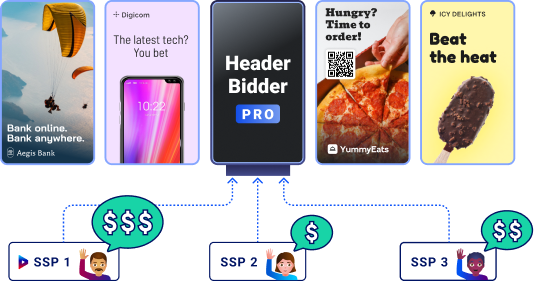 Bank online.
Bank anywhere.
Aegis Bank
Digicom
The latest tech?
You bet
10:22
Header
Bidder
PRO
Hungry?
Time to
order!
YummyEats
ICY DELIGHTS
Beat
the heat
$$$
SSP 1
$
SSP 2
$$
SSP 3